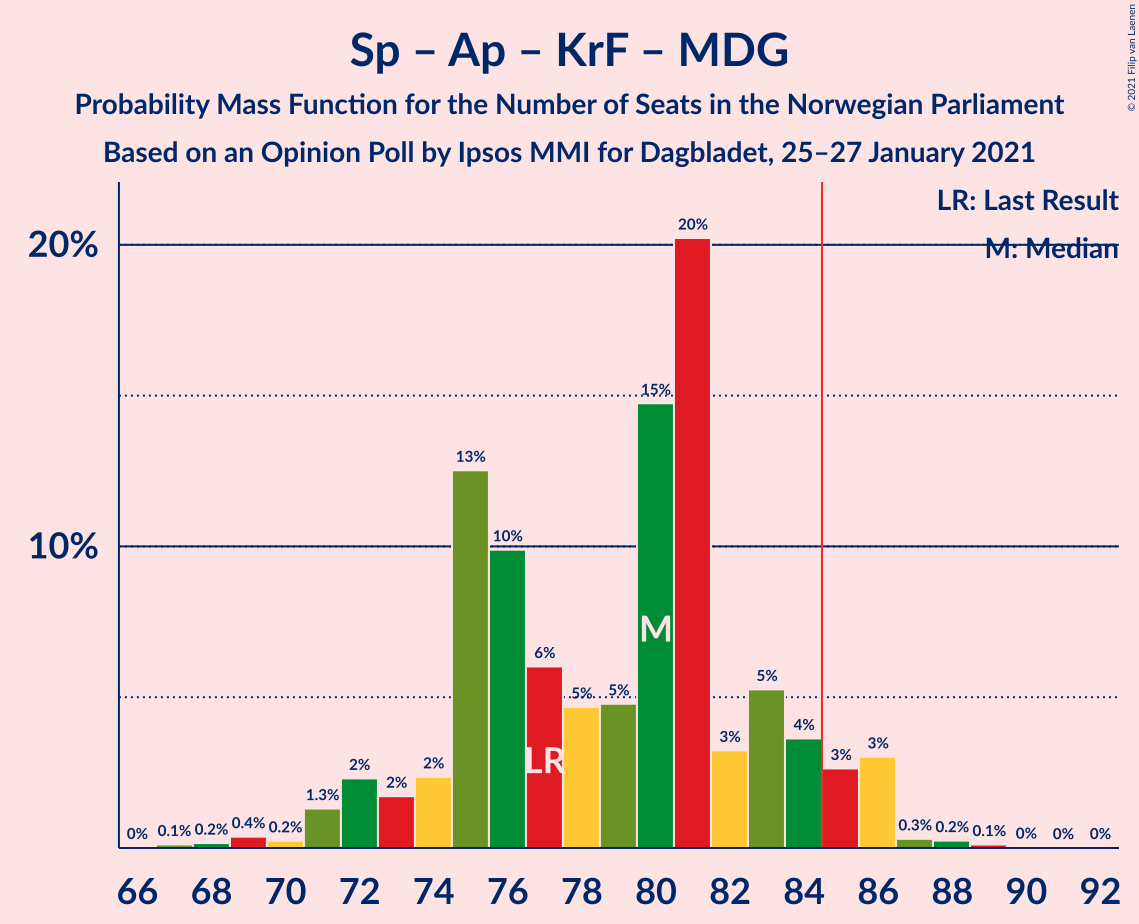 Sp – Ap – KrF – MDG
Probability Mass Function for the Number of Seats in the Norwegian Parliament
Based on an Opinion Poll by Ipsos MMI for Dagbladet, 25–27 January 2021
© 2021 Filip van Laenen
LR: Last Result
M: Median
20%
10%
0% 0.1% 0.2% 0.4% 0.2% 1.3% 2% 2% 2% 13% 10% 6% 5% 5% 15% 20% 3% 5% 4% 3% 3% 0.3% 0.2% 0.1% 0% 0% 0%
LR
M
66 68 70 72 74 76 78 80 82 84 86 88 90 92